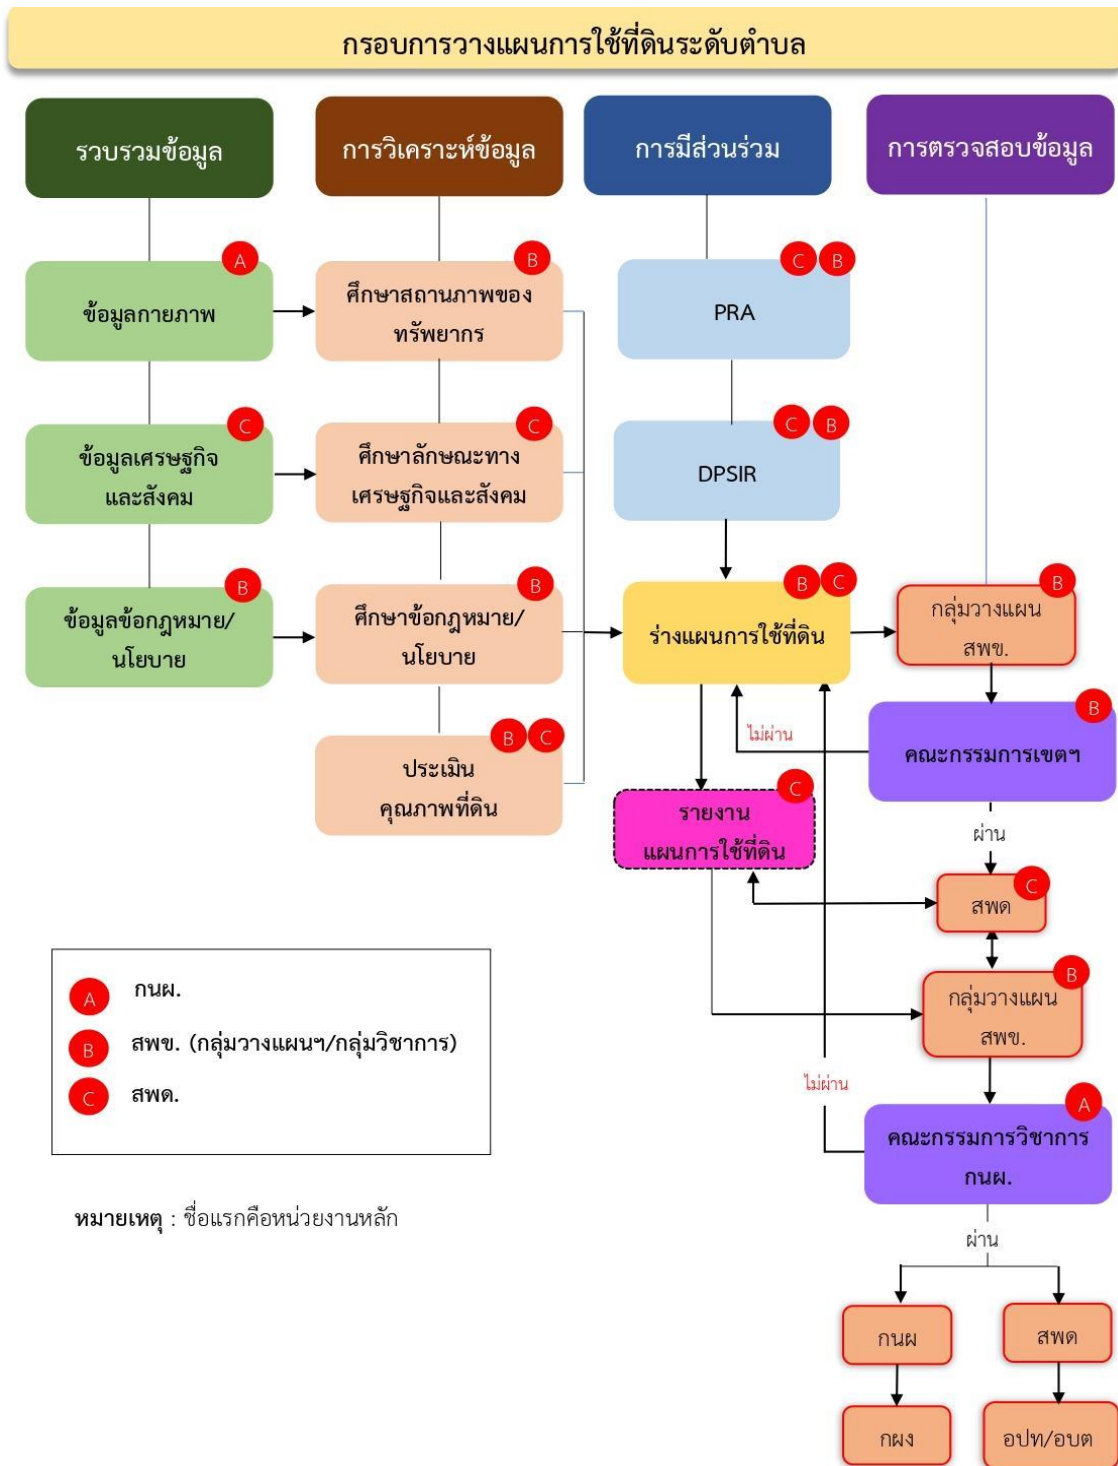 กรอบการวางแผนการใช้ที่ดินระดับตำบล
รวบรวมข้อมูล
การวิเคราะห์ข้อมูล
การมีส่วนร่วม
การตรวจสอบข้อมูล
A
ข้อมูลกายภาพ
B
ศึกษาสถานภาพของ
ทรัพยากร
C B
PRA
C
ข้อมูลเศรษฐกิจ
และสังคม
C
ศึกษาลักษณะทาง
เศรษฐกิจและสังคม
C B
DPSIR
B
ข้อมูลข้อกฎหมาย/
นโยบาย
B
ศึกษาข้อกฎหมาย/
นโยบาย
B C
ร่างแผนการใช้ที่ดิน
B
กลุ่มวางแผน
สพข.
B C
ประเมิน
คุณภาพที่ดิน
ไม่ผ่าน
B
คณะกรรมการเขตฯ
C
รายงาน
แผนการใช้ที่ดิน
ผ่าน
C
สพด
B
กลุ่มวางแผน
สพข.
A กนผ.
B สพข. (กลุ่มวางแผนฯ/กลุ่มวิชาการ)
C สพด.
ไม่ผ่าน
A
คณะกรรมการวิชาการ
กนผ.
หมายเหตุ : ชื่อแรกคือหน่วยงานหลัก
ผ่าน
กนผ
สพด
กผง
อปท/อบต